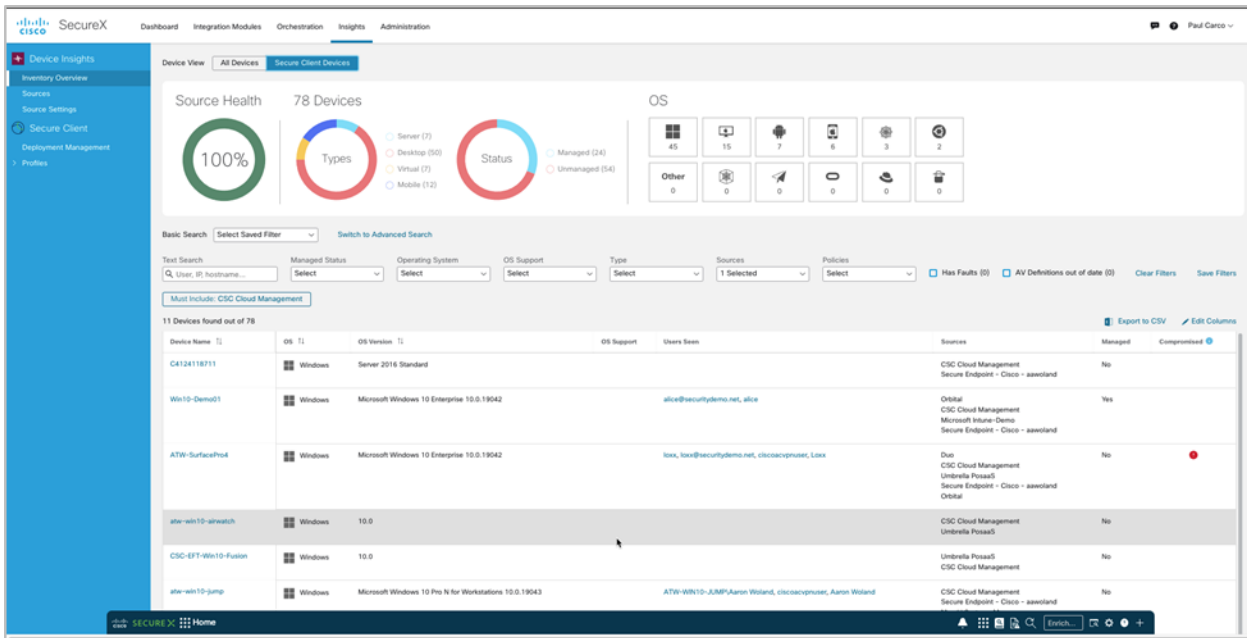 CISCO SecureX Dashboard Integration Modules Orchestration Insights Administration Paul Carco
Device Insights
Inventory Overview
Sources
Source Settings
Secure Client
Deployment Management
Profiles
Device View All Devices Secure Client Devices
Source Health 78 Devices OS
100%
Types
Server (7)
Desktop (50)
Virtual (7)
Mobile (12)
Status
Managed (24)
Unmanaged (54)
45 15 7 6 3 2
Other
0 0 0 0 0 0
Basic Search Select Saved Filter Switch to Advanced Search
Text Search Managed Status Operating System OS Support Type Sources Policies
User, IP, hostname... Select Select Select Select 1 Selected Select Has Faults (0) AV Definitions out of date (0) Clear Filters Save Filters
Must Include: CSC Cloud Management
11 Devices found out of 78 Export to CSV Edit Columns
Device Name OS OS Version OS Support Users Seen Sources Managed Compromised
C4124118711 Windows Server 2016 Standard CSC Cloud Management No
Secure Endpoint - Cisco - aawoland
Win10-Demo01 Windows Microsoft Windows 10 Enterprise 10.0.19042 alice@securitydemo.net, alice Orbital Yes
CSC Cloud Management
Microsoft Intune-Demo
Secure Endpoint - Cisco - aawoland
ATW-SurfacePro4 Windows Microsoft Windows 10 Enterprise 10.0.19042 loxx, loxx@securitydemo.net, ciscoacvpnuser, Loxx Duo No
CSC Cloud Management
Umbrella PosaaS
Secure Endpoint - Cisco - aawoland
Orbital
atw-win10-airwatch Windows 10.0 CSC Cloud Management No
Umbrella PosaaS
CSC-EFT-Win10-Fusion Windows 10.0 Umbrella PosaaS No
CSC Cloud Management
atw-win10-jump Windows Microsoft Windows 10 Pro N for Workstations 10.0.19043 ATW-WIN10-JUMP\Aaron Woland, ciscoacvpnuser, Aaron Woland CSC Cloud Management No
Secure Endpoint - Cisco - aawoland
CISCO SECUREX Home Enrich...